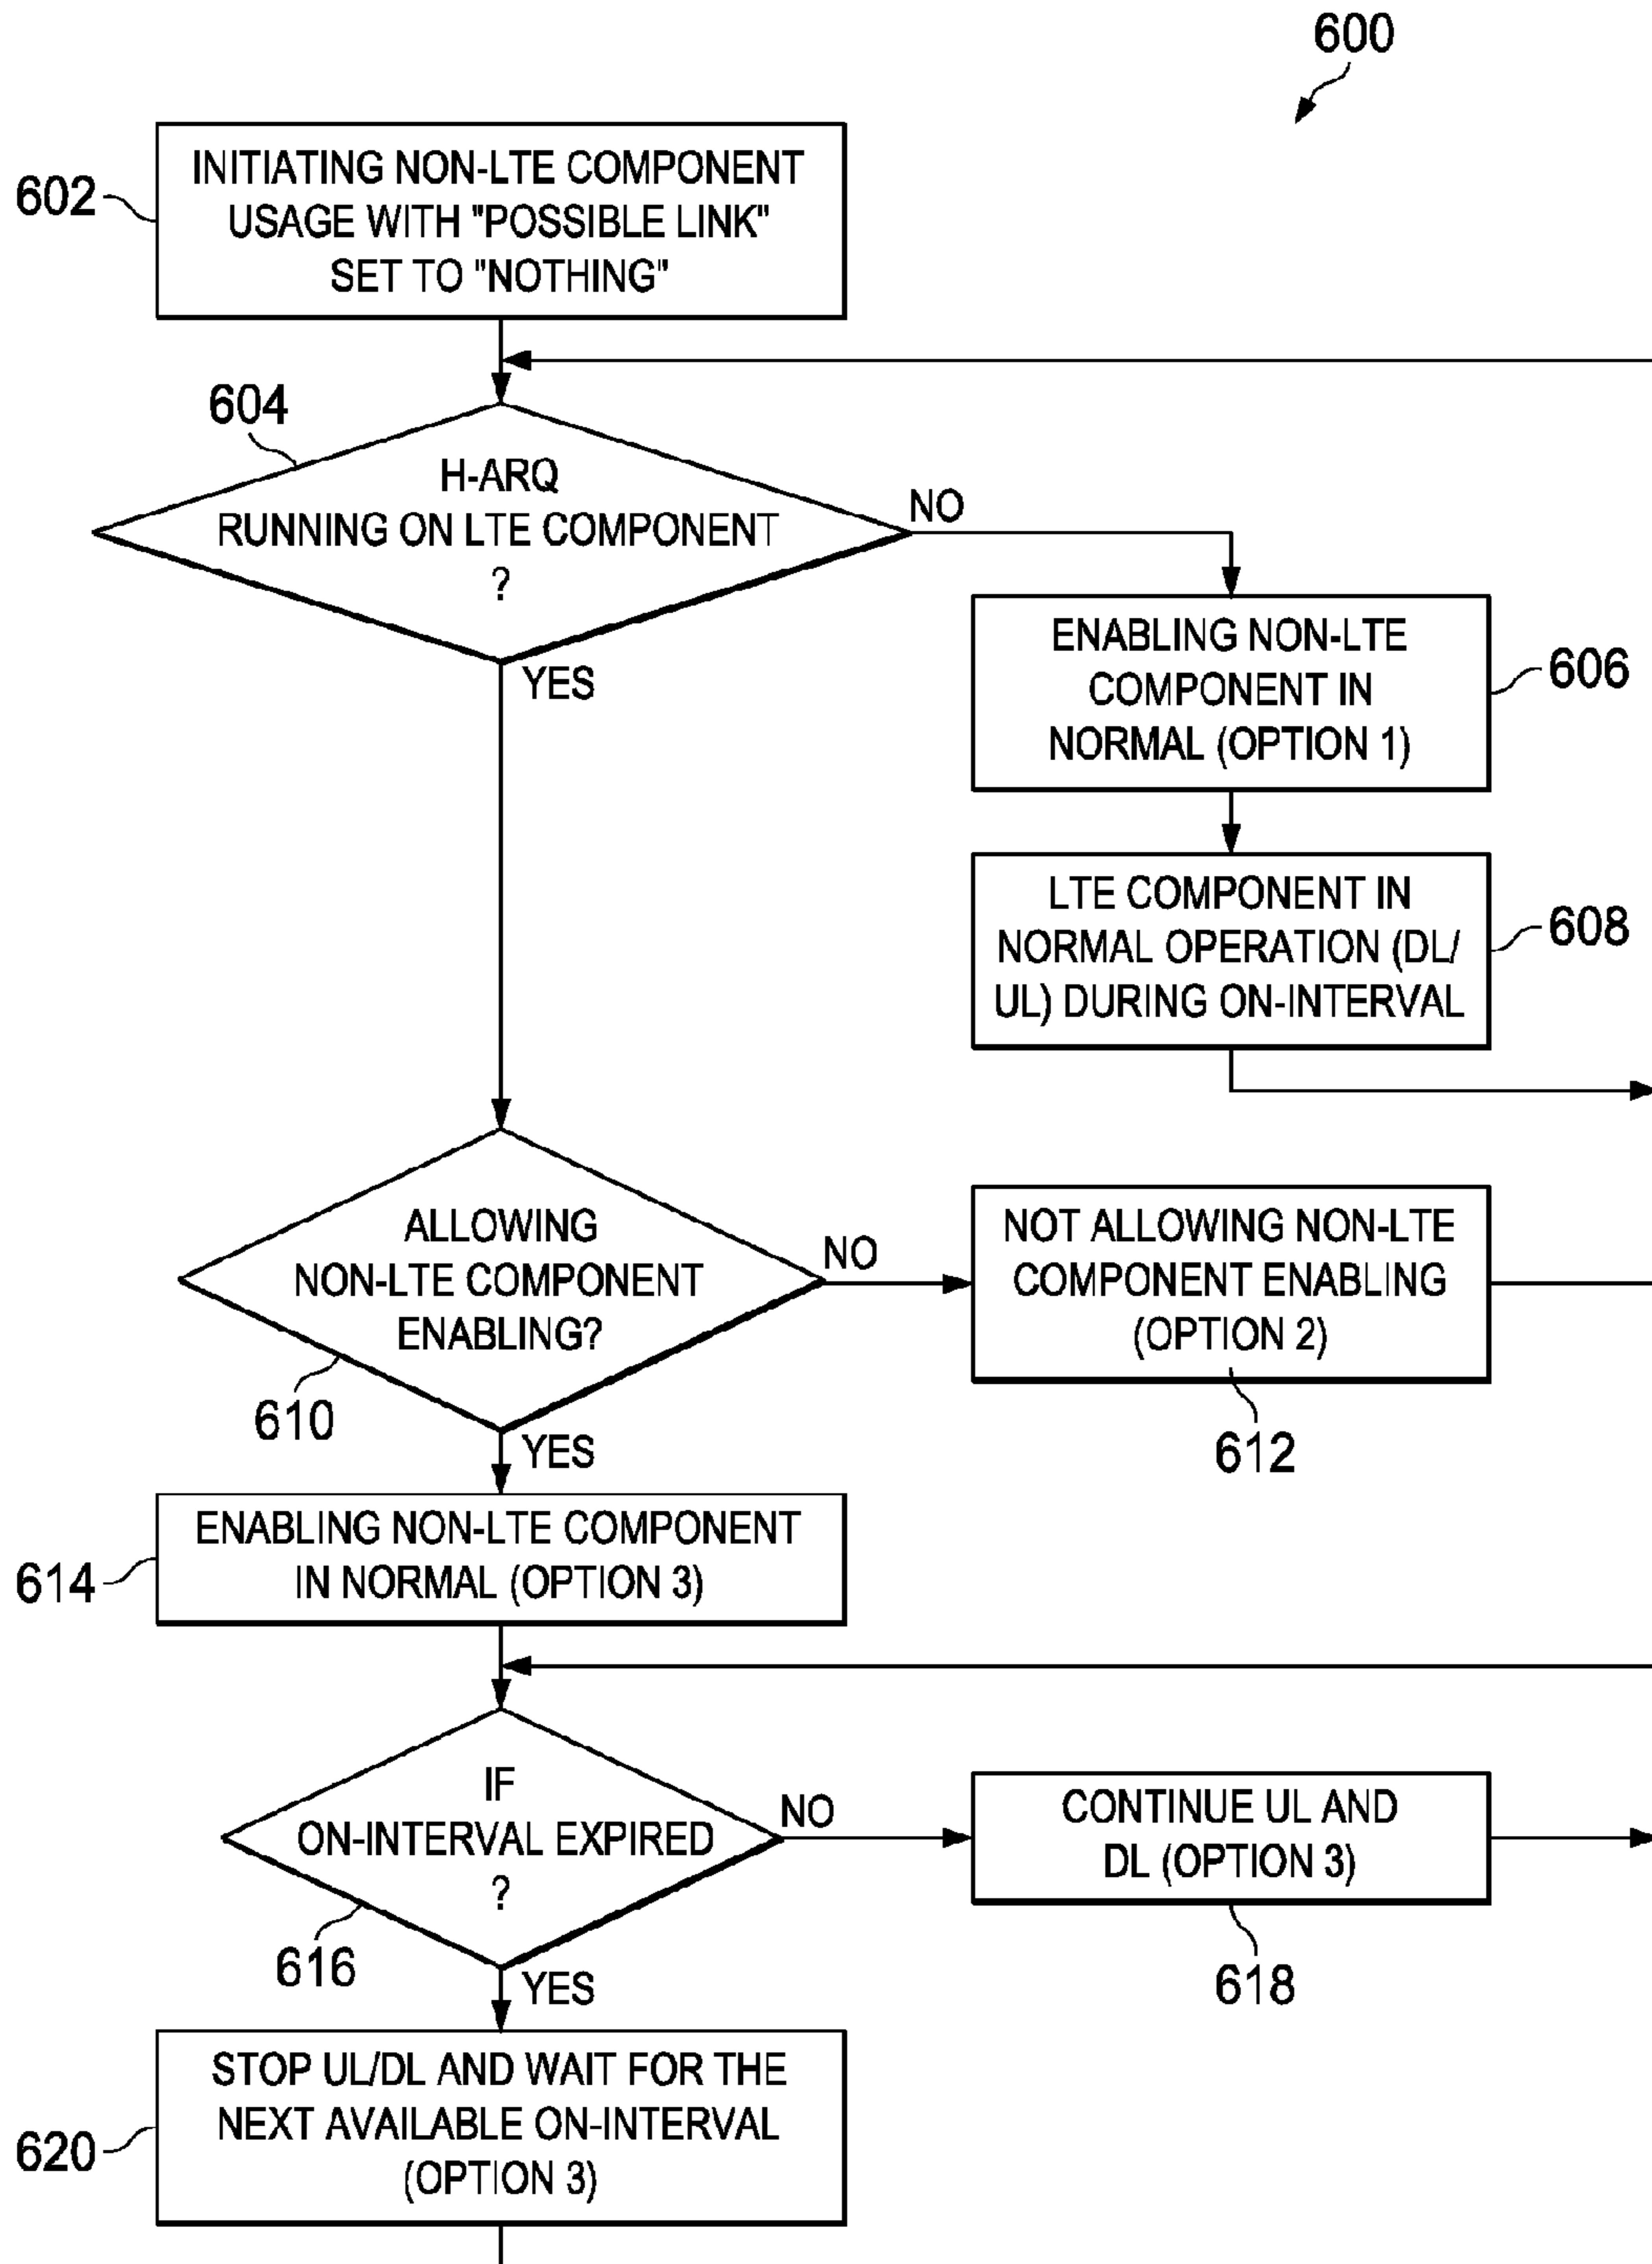 600
602
INITIATING NON-LTE COMPONENT
USAGE WITH "POSSIBLE LINK"
SET TO "NOTHING"
604
H-ARQ
RUNNING ON LTE COMPONENT
?
NO
YES
ENABLING NON-LTE
COMPONENT IN
NORMAL (OPTION 1)
606
LTE COMPONENT IN
NORMAL OPERATION (DL/
UL) DURING ON-INTERVAL
608
ALLOWING
NON-LTE COMPONENT
ENABLING?
610
NO
YES
NOT ALLOWING NON-LTE
COMPONENT ENABLING
(OPTION 2)
612
614
ENABLING NON-LTE COMPONENT
IN NORMAL (OPTION 3)
IF
ON-INTERVAL EXPIRED
?
616
NO
YES
CONTINUE UL AND
DL (OPTION 3)
618
620
STOP UL/DL AND WAIT FOR THE
NEXT AVAILABLE ON-INTERVAL
(OPTION 3)